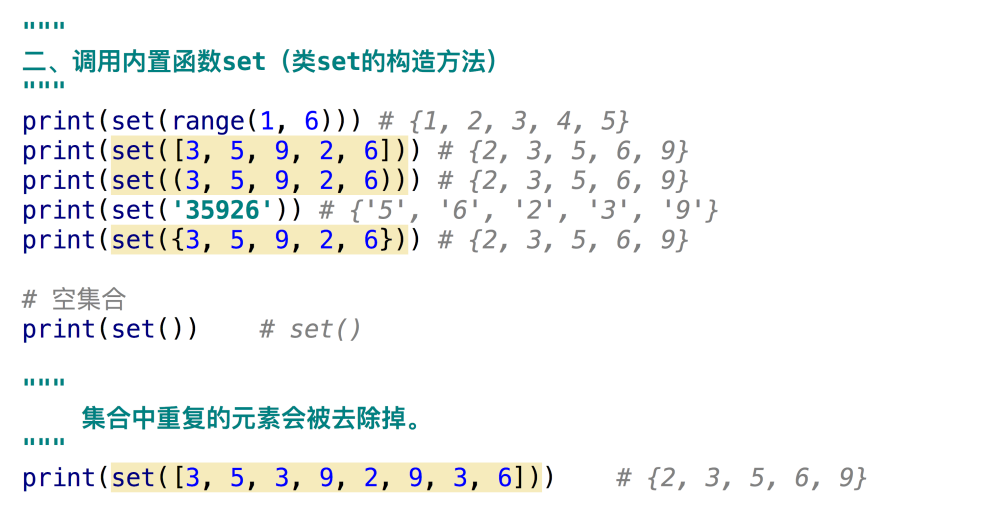 """
二、调用内置函数set（类set的构造方法）
"""
print(set(range(1, 6))) # {1, 2, 3, 4, 5}
print(set([3, 5, 9, 2, 6])) # {2, 3, 5, 6, 9}
print(set((3, 5, 9, 2, 6))) # {2, 3, 5, 6, 9}
print(set('35926')) # {'5', '6', '2', '3', '9'}
print(set({3, 5, 9, 2, 6})) # {2, 3, 5, 6, 9}
# 空集合
print(set())    # set()
"""
    集合中重复的元素会被去除掉。
"""
print(set([3, 5, 3, 9, 2, 9, 3, 6]))    # {2, 3, 5, 6, 9}